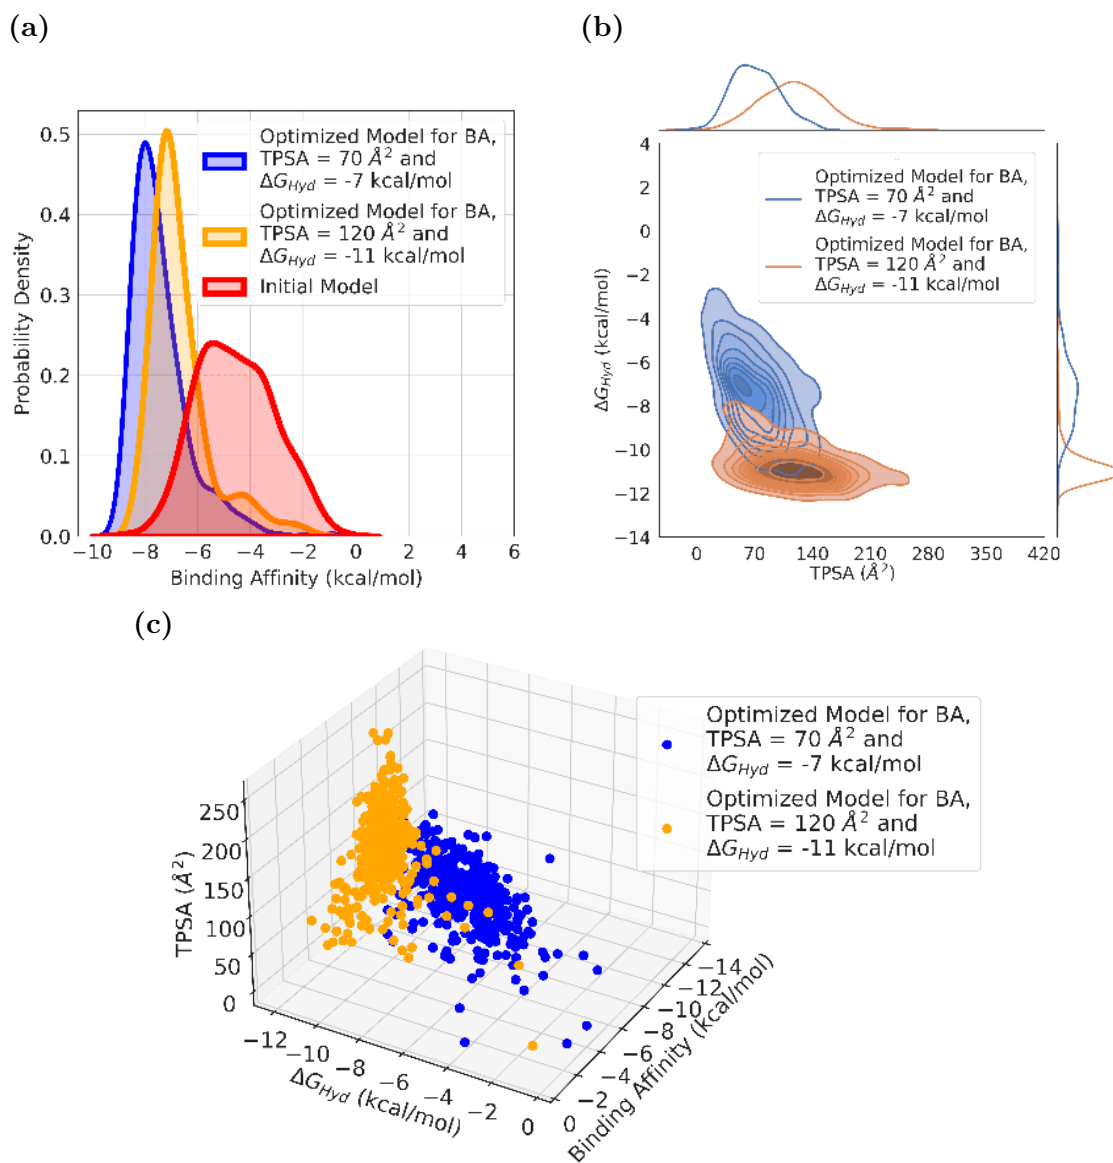 (a)
(b)
Optimized Model for BA,
TPSA = 70 Å² and
ΔG_Hyd = -7 kcal/mol
Optimized Model for BA,
TPSA = 120 Å² and
ΔG_Hyd = -11 kcal/mol
Initial Model
0.5
0.4
0.3
0.2
0.1
0.0
Probability Density
−10
−8
−6
−4
−2
0
2
4
6
Binding Affinity (kcal/mol)
Optimized Model for BA,
TPSA = 70 Å² and
ΔG_Hyd = -7 kcal/mol
Optimized Model for BA,
TPSA = 120 Å² and
ΔG_Hyd = -11 kcal/mol
4
2
0
−2
−4
−6
−8
−10
−12
−14
ΔG_Hyd (kcal/mol)
0
70
140
210
280
350
420
TPSA (Å²)
(c)
Optimized Model for BA,
TPSA = 70 Å² and
ΔG_Hyd = -7 kcal/mol
Optimized Model for BA,
TPSA = 120 Å² and
ΔG_Hyd = -11 kcal/mol
250
200
150
100
50
0
TPSA (Å²)
−12
−10
−8
−6
−4
−2
0
ΔG_Hyd (kcal/mol)
−14
−12
−10
−8
−6
−4
−2
0
Binding Affinity (kcal/mol)